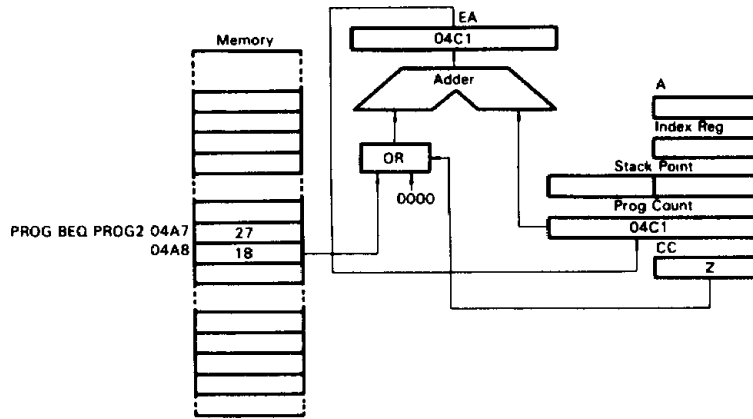 EA
04C1
Memory
Adder
A
Index Reg
OR
Stack Point
0000
Prog Count
PROG BEQ PROG2 04A7 27
04C1
04A8 18
CC
Z